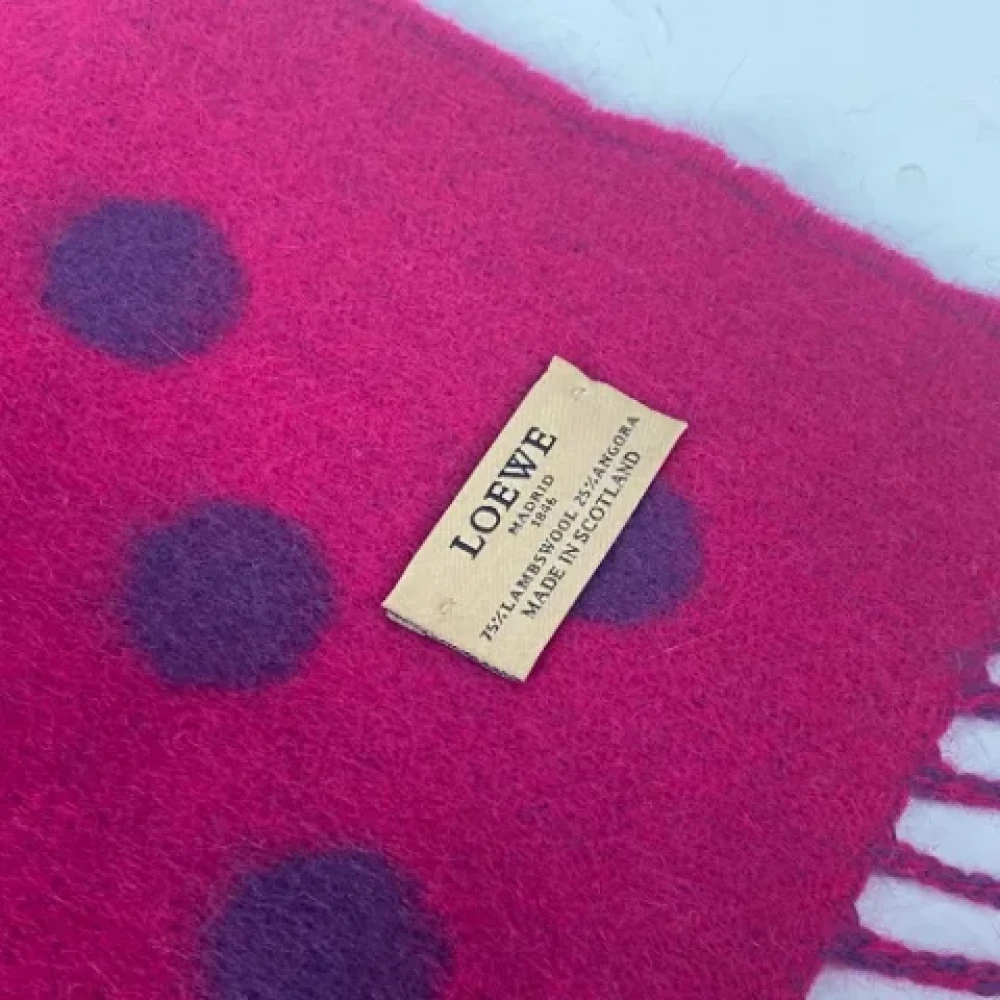 LOEWE
MADRID
1846
75%LAMBSWOOL 25%ANGORA
MADE IN SCOTLAND